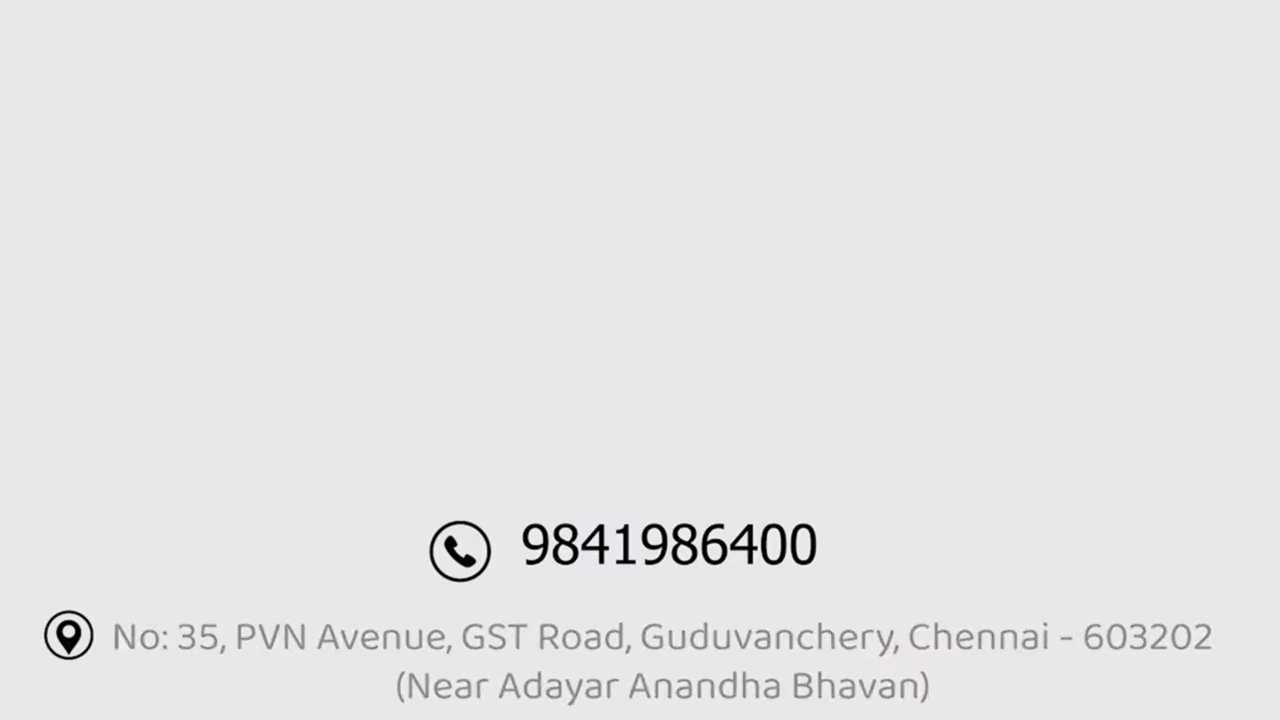 9841986400
No: 35, PVN Avenue, GST Road, Guduvanchery, Chennai - 603202
(Near Adayar Anandha Bhavan)